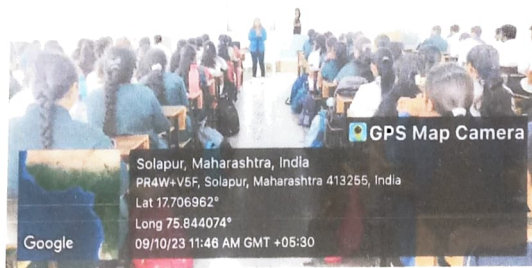 GPS Map Camera
Solapur, Maharashtra, India
PR4W+V5F, Solapur, Maharashtra 413255, India
Lat 17.706962°
Long 75.844074°
09/10/23 11:46 AM GMT +05:30
Google